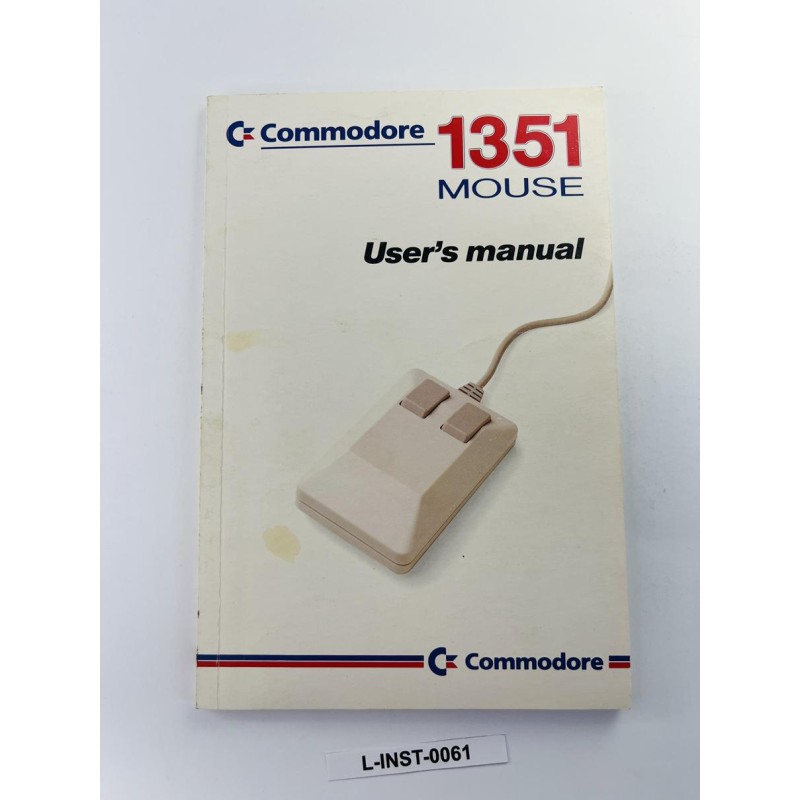 Commodore 1351
MOUSE
User's manual
Commodore
L-INST-0061